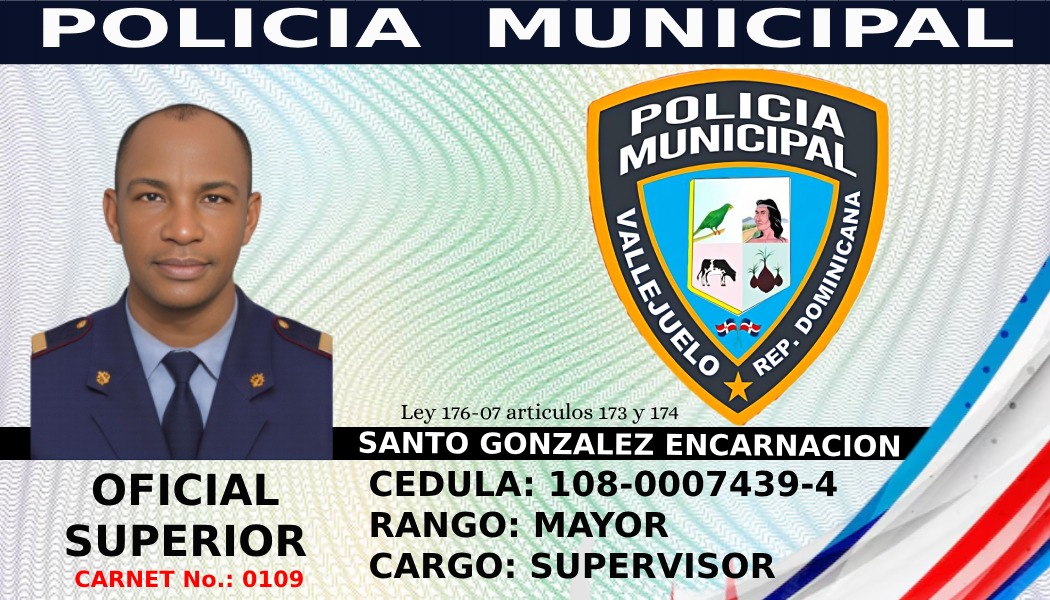 POLICIA MUNICIPAL
POLICIA
MUNICIPAL
VALLEJUELO
REP. DOMINICANA
Ley 176-07 articulos 173 y 174
SANTO GONZALEZ ENCARNACION
OFICIAL
SUPERIOR
CARNET No.: 0109
CEDULA: 108-0007439-4
RANGO: MAYOR
CARGO: SUPERVISOR